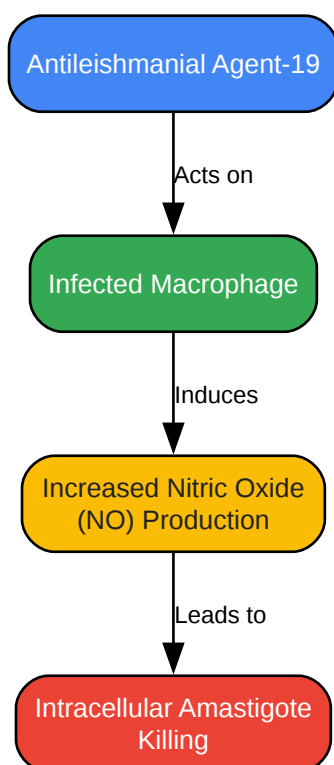 Antileishmanial Agent-19
Acts on
Infected Macrophage
Induces
Increased Nitric Oxide
(NO) Production
Leads to
Intracellular Amastigote
Killing